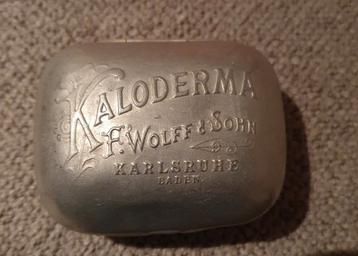 KALODERMA
F. WOLFF & SOHN
KARLSRUHE
BADEN